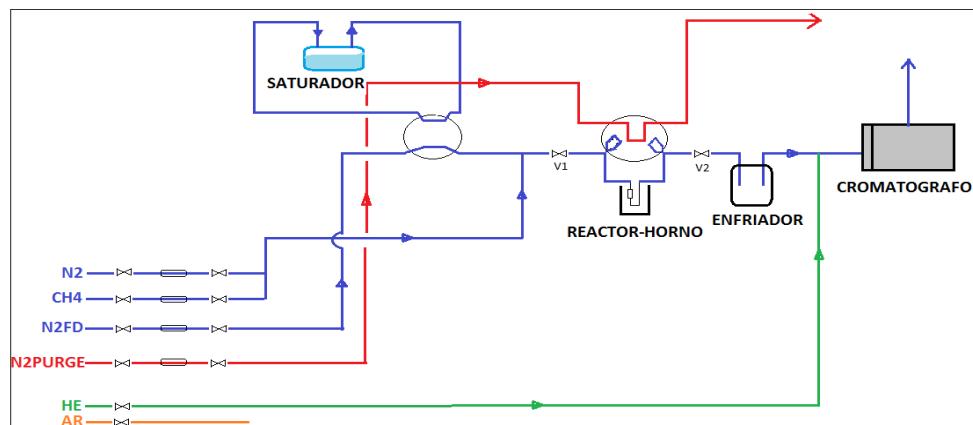 SATURADOR
V1
V2
REACTOR-HORNO
ENFRIADOR
CROMATOGRAFO
N2
CH4
N2FD
N2PURGE
HE
AR